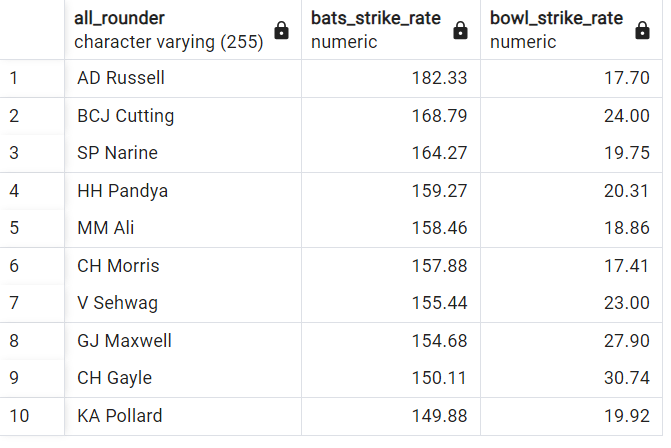 all_rounder bats_strike_rate bowl_strike_rate
character varying (255) numeric numeric
1 AD Russell 182.33 17.70
2 BCJ Cutting 168.79 24.00
3 SP Narine 164.27 19.75
4 HH Pandya 159.27 20.31
5 MM Ali 158.46 18.86
6 CH Morris 157.88 17.41
7 V Sehwag 155.44 23.00
8 GJ Maxwell 154.68 27.90
9 CH Gayle 150.11 30.74
10 KA Pollard 149.88 19.92